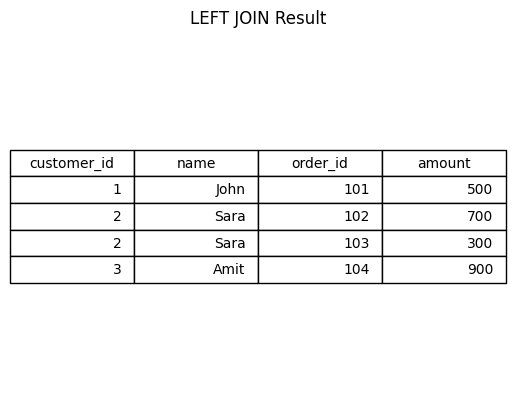 LEFT JOIN Result
customer_id name order_id amount
1 John 101 500
2 Sara 102 700
2 Sara 103 300
3 Amit 104 900